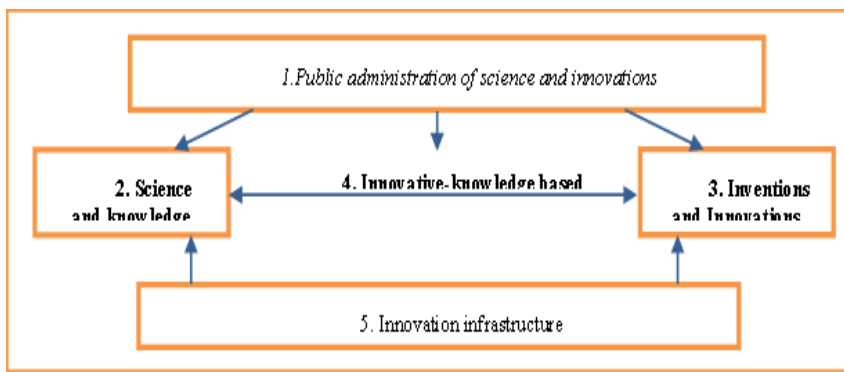 1.Public administration of science and innovations
2. Science
and knowledge
4. Innovative-knowledge based
3. Inventions
and Innovations
5. Innovation infrastructure